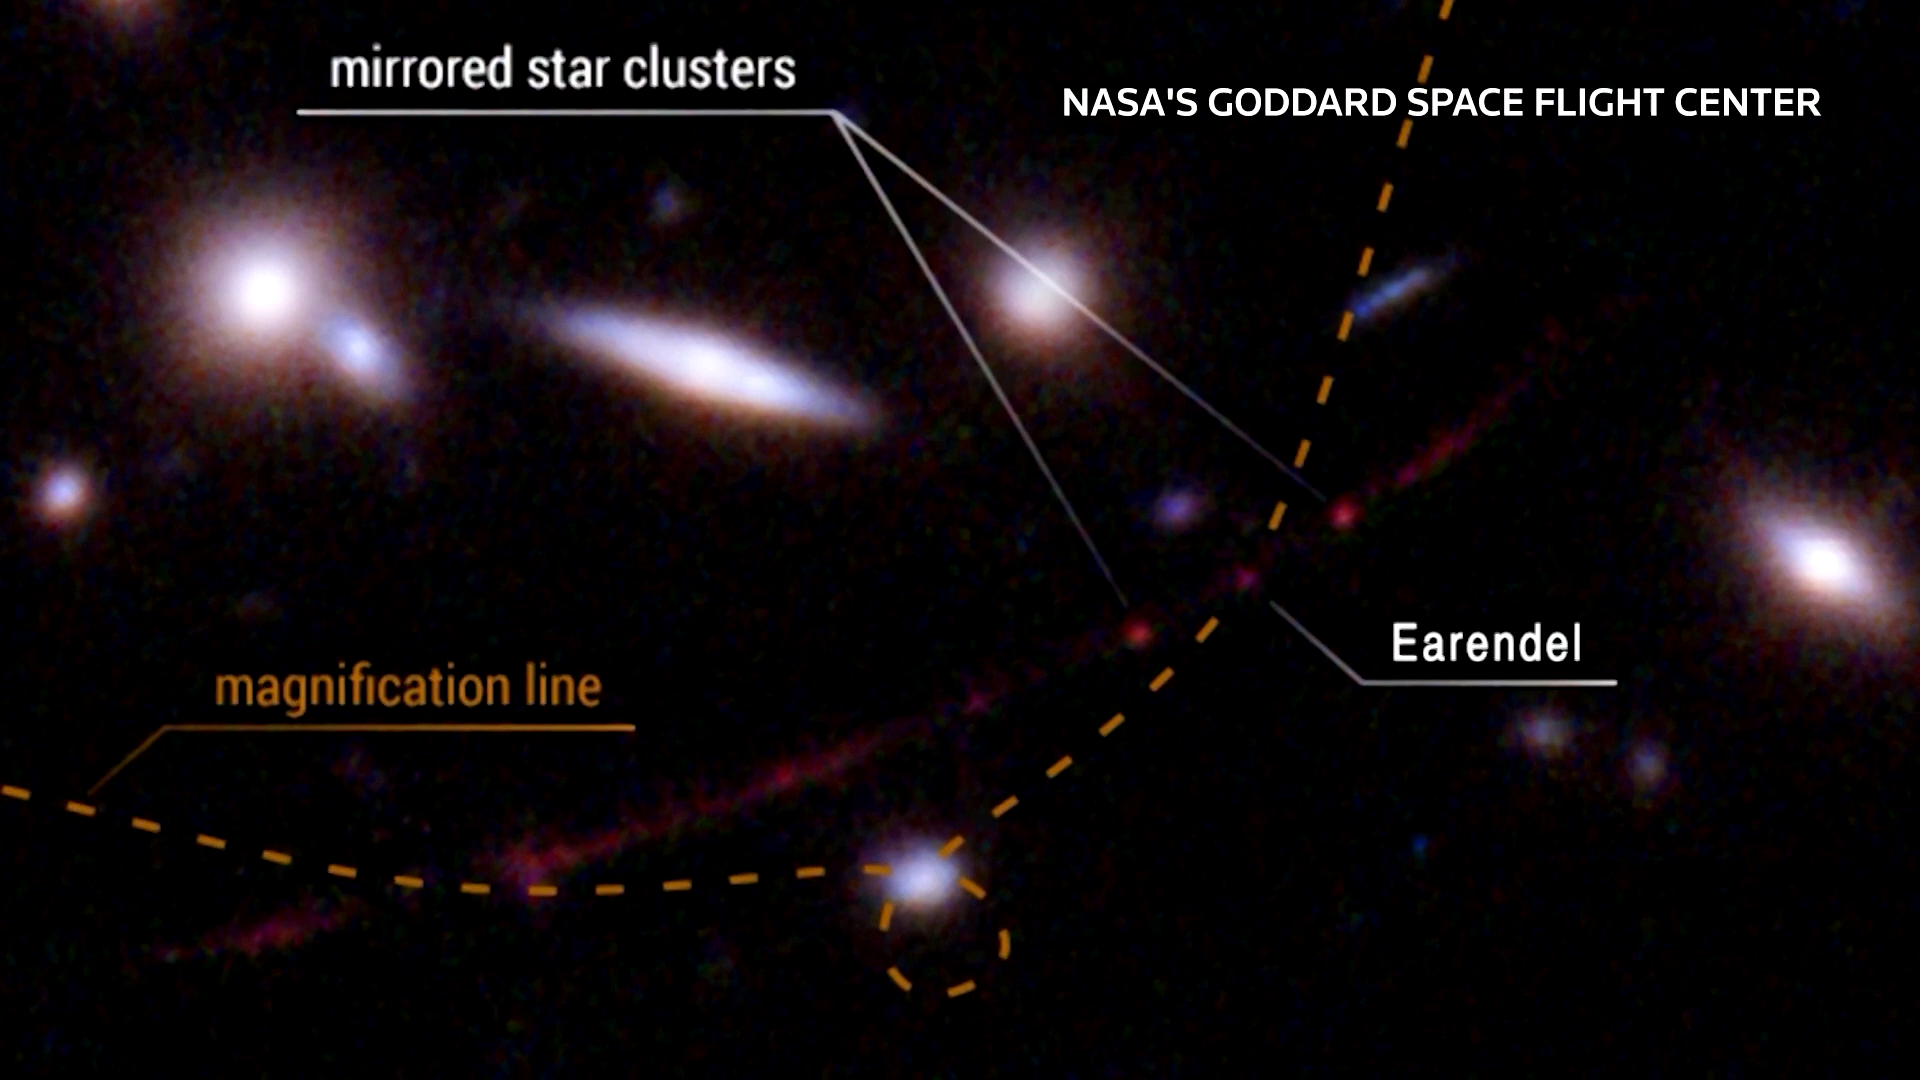 mirrored star clusters
NASA'S GODDARD SPACE FLIGHT CENTER
Earendel
magnification line